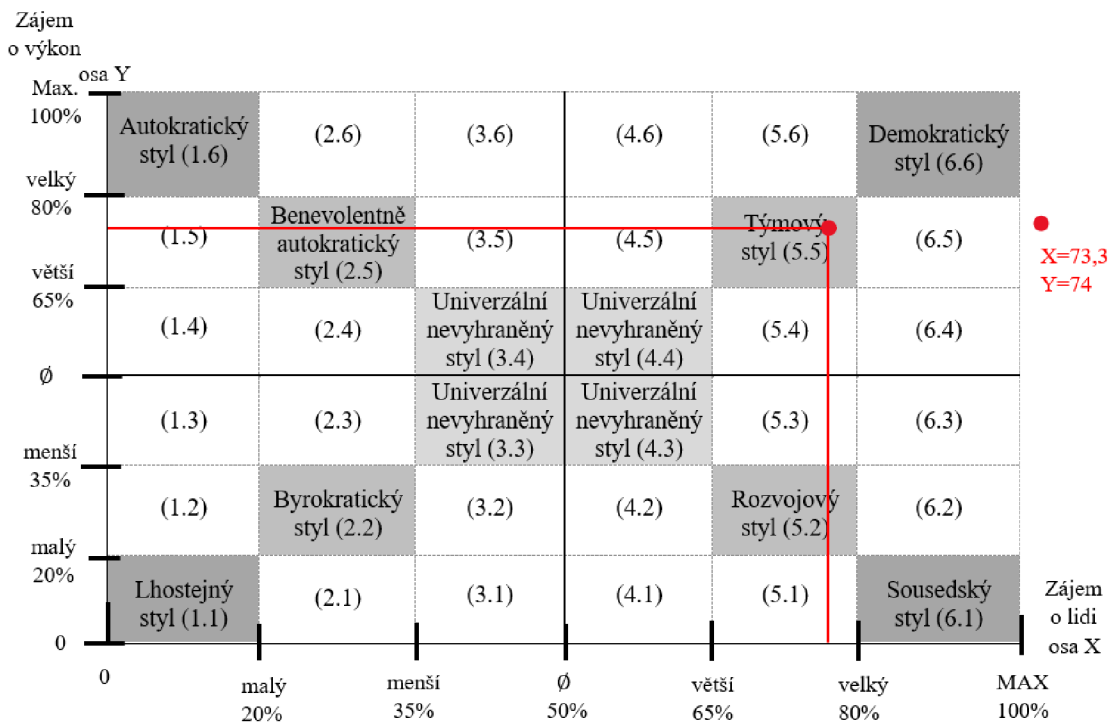 Zájem
o výkon
osa Y
Max.
100%
Autokratický
styl (1.6)
(2.6)
(3.6)
(4.6)
(5.6)
Demokratický
styl (6.6)
velký
80%
(1.5)
Benevolentně
autokratický
styl (2.5)
(3.5)
(4.5)
Týmový
styl (5.5)
(6.5)
X=73,3
Y=74
větší
65%
(1.4)
(2.4)
Univerzální
nevyhraněný
styl (3.4)
Univerzální
nevyhraněný
styl (4.4)
(5.4)
(6.4)
Ø
(1.3)
(2.3)
Univerzální
nevyhraněný
styl (3.3)
Univerzální
nevyhraněný
styl (4.3)
(5.3)
(6.3)
menší
35%
(1.2)
Byrokratický
styl (2.2)
(3.2)
(4.2)
Rozvojový
styl (5.2)
(6.2)
malý
20%
Lhostejný
styl (1.1)
(2.1)
(3.1)
(4.1)
(5.1)
Sousedský
styl (6.1)
Zájem
o lidi
osa X
0
0
malý
20%
menší
35%
Ø
50%
větší
65%
velký
80%
MAX
100%